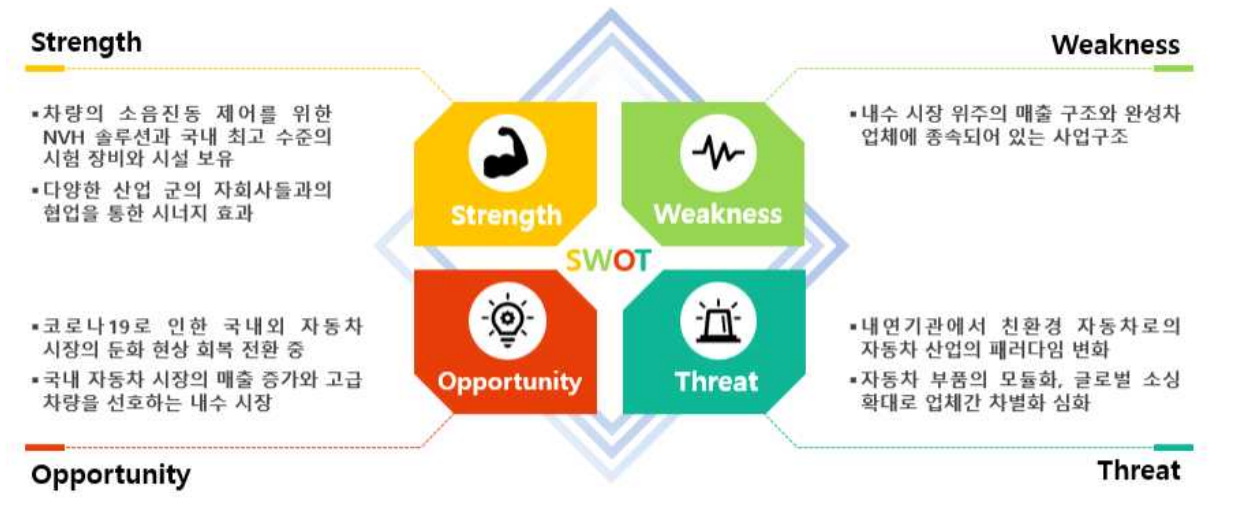 Strength
Weakness
▪차량의 소음진동 제어를 위한
NVH 솔루션과 국내 최고 수준의
시험 장비와 시설 보유
▪다양한 산업 군의 자회사들과의
협업을 통한 시너지 효과
▪내수 시장 위주의 매출 구조와 완성차
업체에 종속되어 있는 사업구조
Strength
Weakness
SWOT
Opportunity
Threat
▪코로나19로 인한 국내외 자동차
시장의 둔화 현상 회복 전환 중
▪국내 자동차 시장의 매출 증가와 고급
차량을 선호하는 내수 시장
▪내연기관에서 친환경 자동차로의
자동차 산업의 패러다임 변화
▪자동차 부품의 모듈화, 글로벌 소싱
확대로 업체간 차별화 심화
Opportunity
Threat